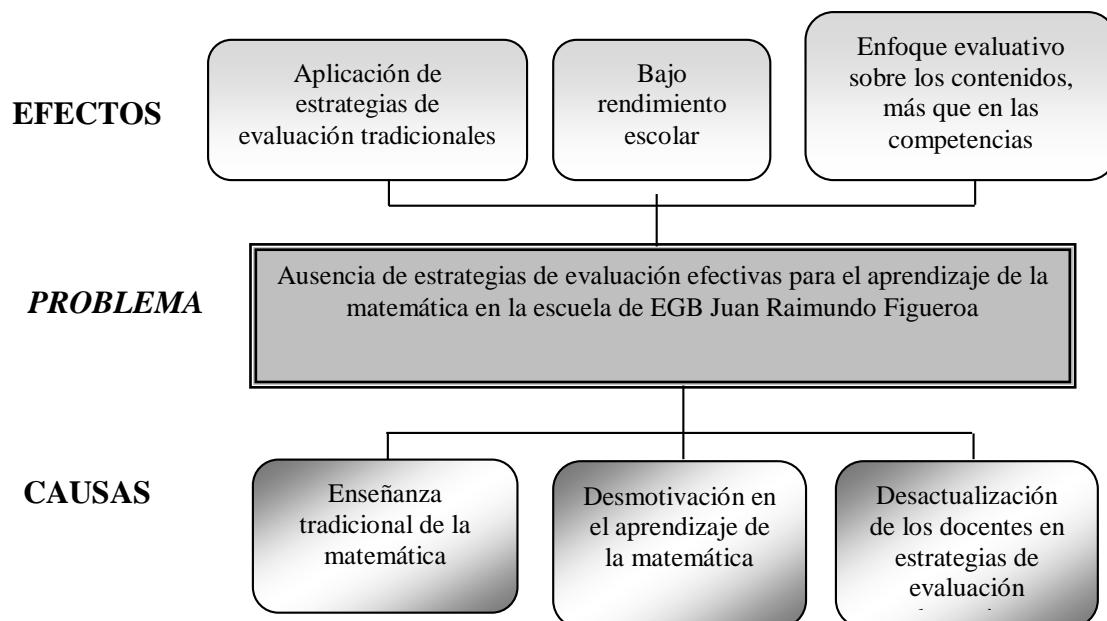 EFECTOS
Aplicación de
estrategias de
evaluación tradicionales
Bajo
rendimiento
escolar
Enfoque evaluativo
sobre los contenidos,
más que en las
competencias
PROBLEMA
Ausencia de estrategias de evaluación efectivas para el aprendizaje de la
matemática en la escuela de EGB Juan Raimundo Figueroa
CAUSAS
Enseñanza
tradicional de la
matemática
Desmotivación en
el aprendizaje de
la matemática
Desactualización
de los docentes en
estrategias de
evaluación